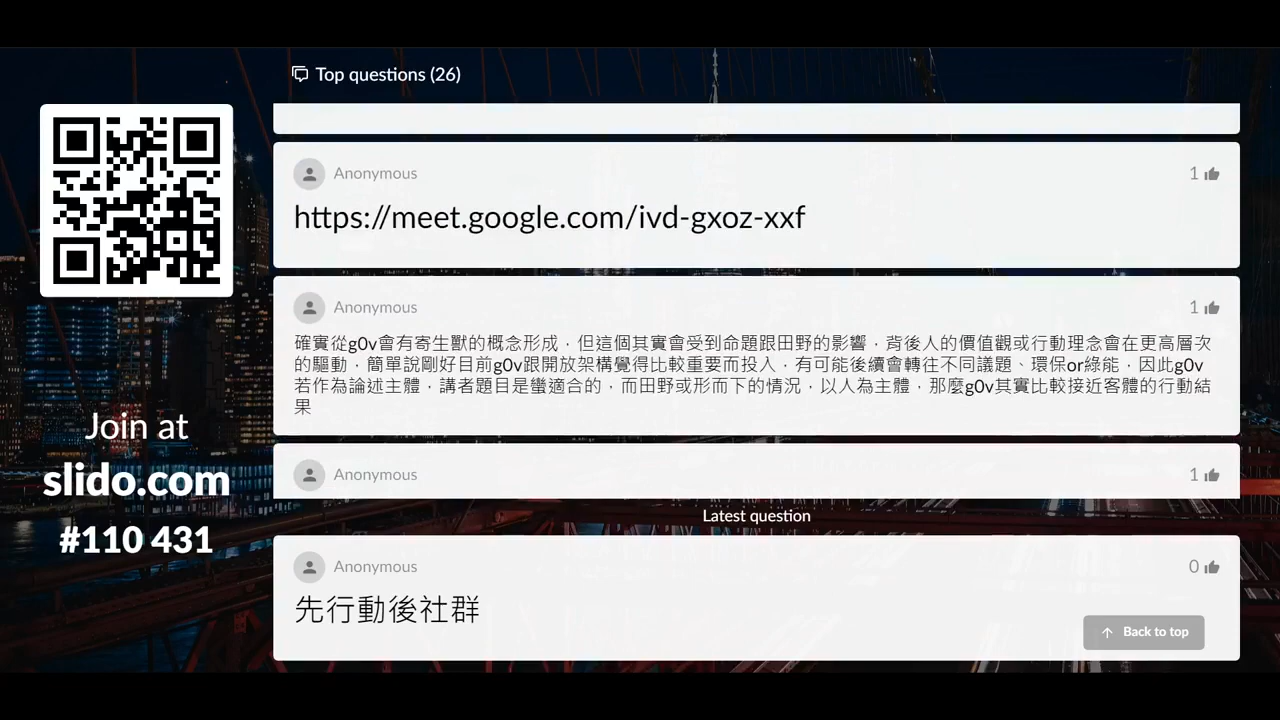 Top questions (26)
Anonymous
1
https://meet.google.com/ivd-gxoz-xxf
Anonymous
1
確實從g0v會有寄生獸的概念形成，但這個其實會受到命題跟田野的影響，背後人的價值觀或行動理念會在更高層次
的驅動，簡單說剛好目前g0v跟開放架構覺得比較重要而投入，有可能後續會轉往不同議題、環保or綠能，因此g0v
若作為論述主體，講者題目是蠻適合的，而田野或形而下的情況，以人為主體，那麼g0v其實比較接近客體的行動結
果
Anonymous
1
Latest question
Anonymous
0
先行動後社群
Back to top
Join at
slido.com
#110 431